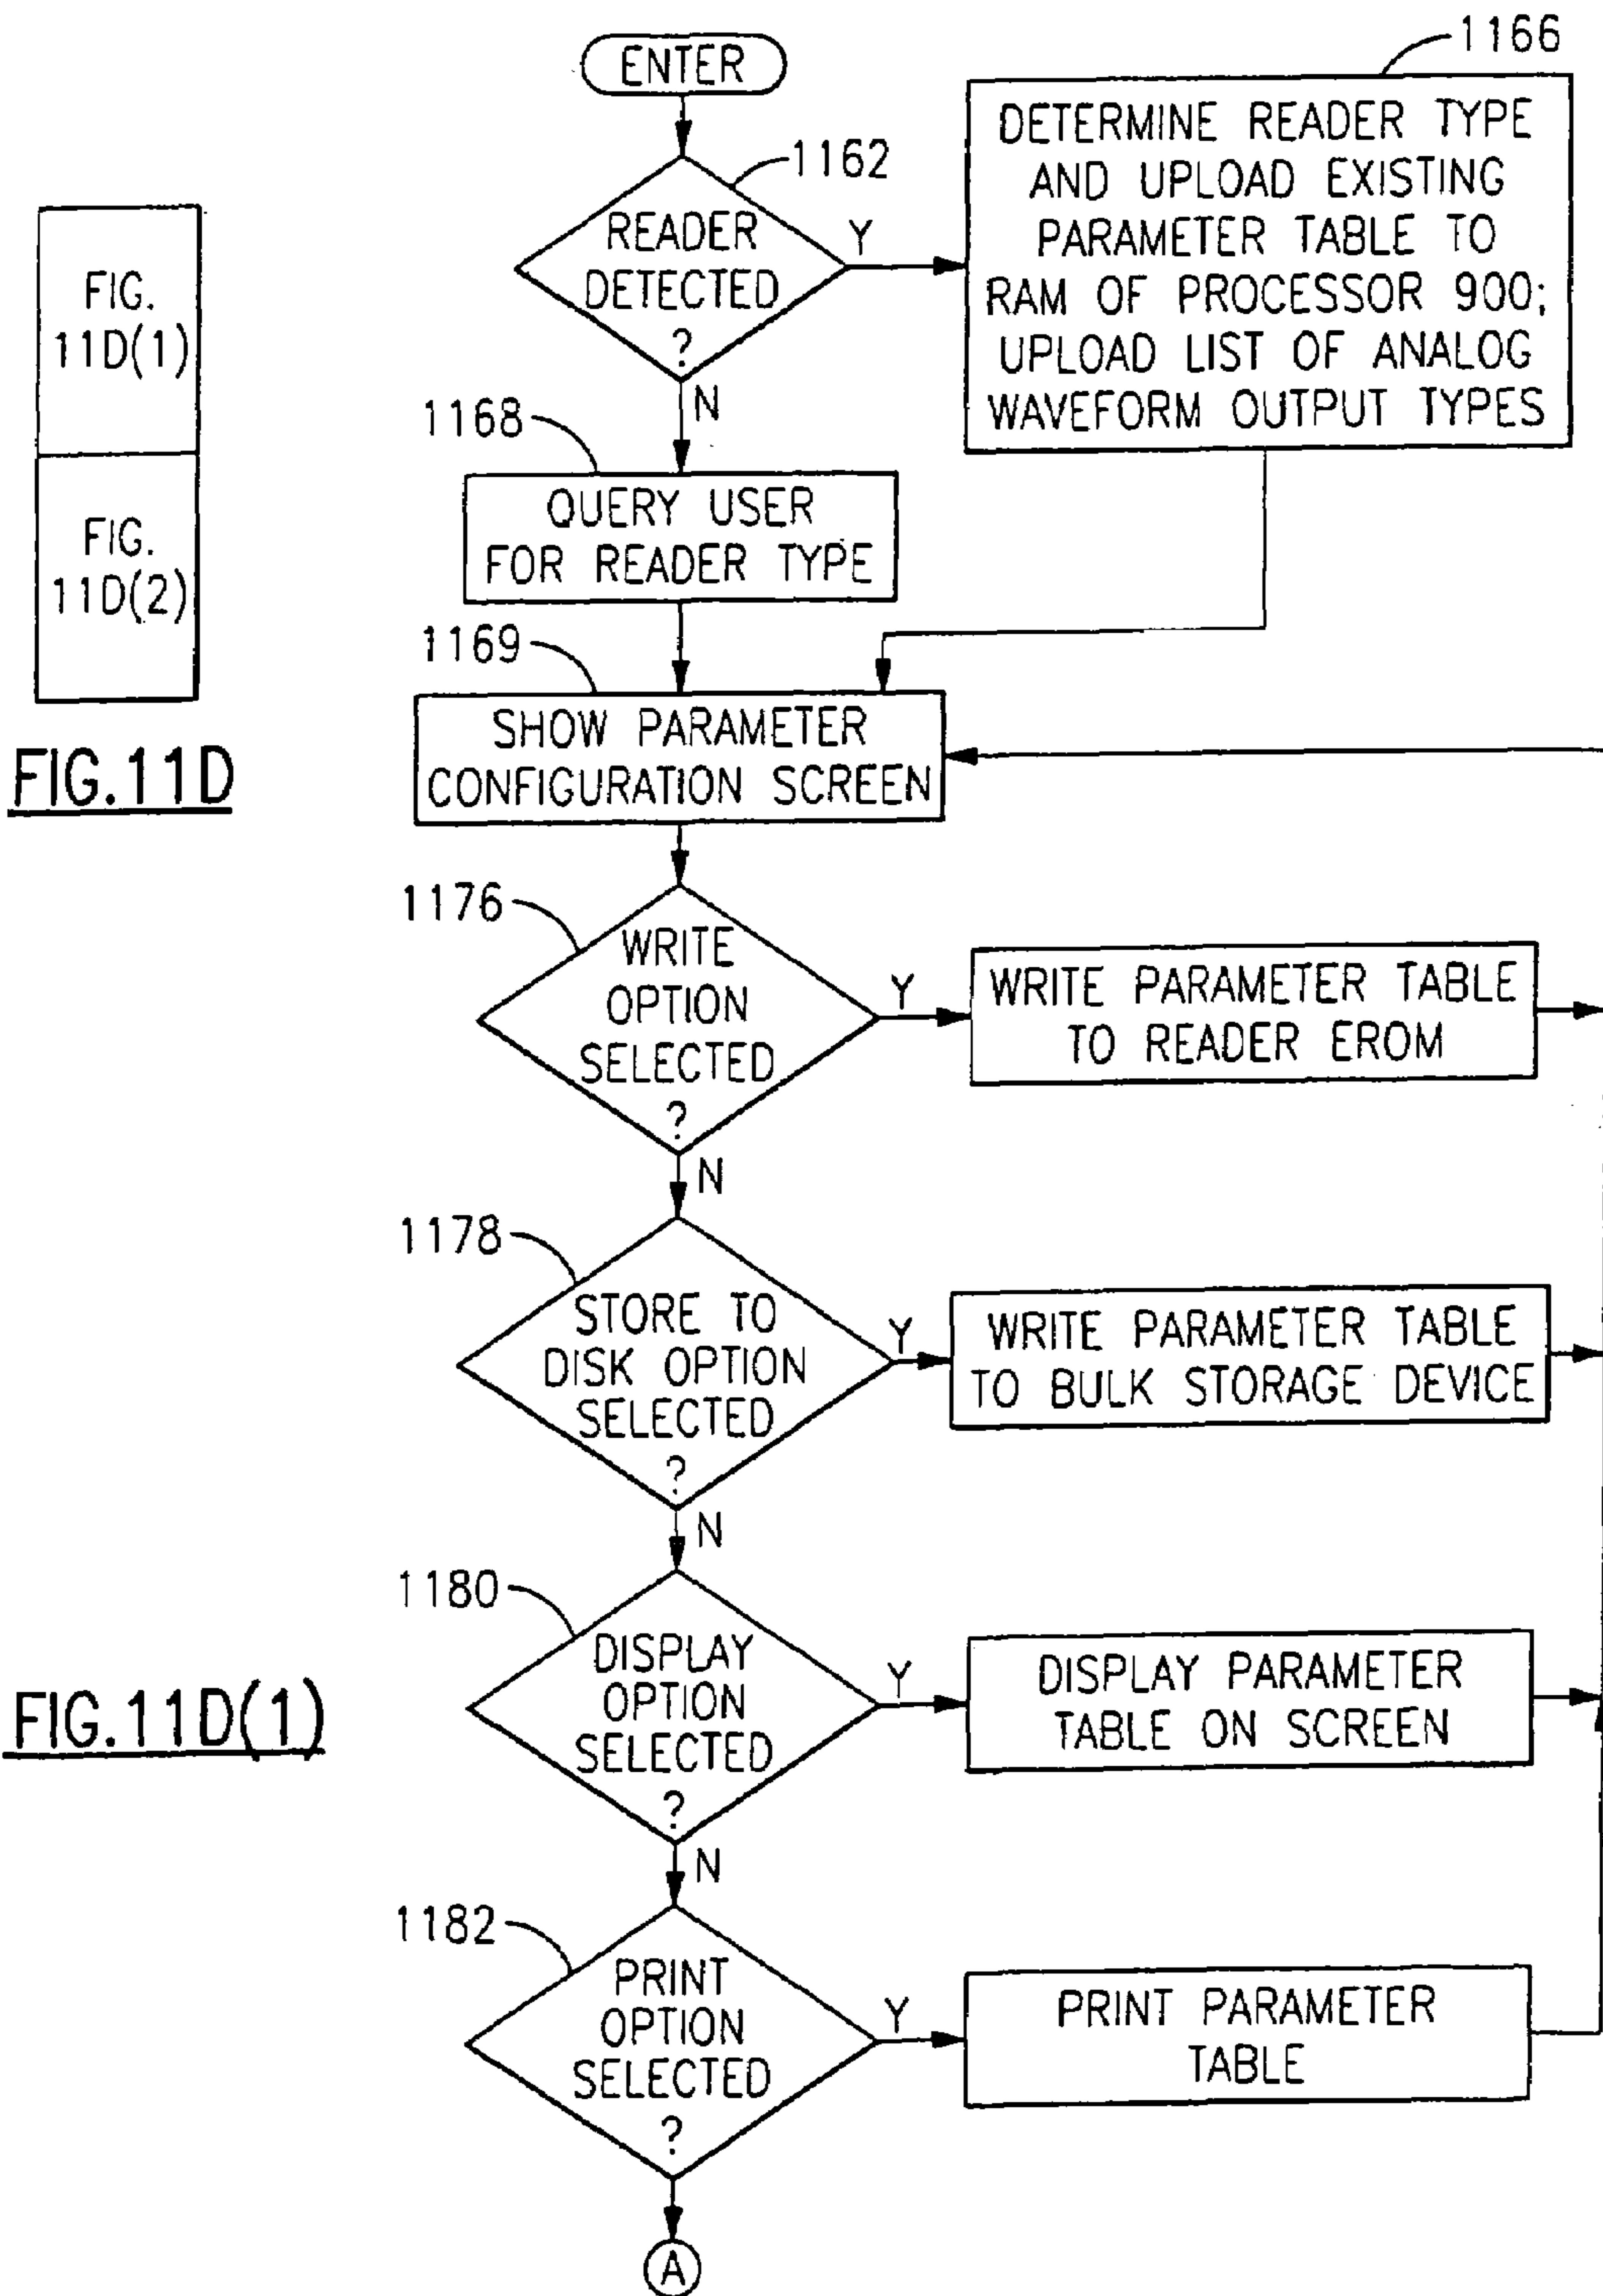 ENTER
1166
1162
READER
DETECTED
?
Y
N
DETERMINE READER TYPE
AND UPLOAD EXISTING
PARAMETER TABLE TO
RAM OF PROCESSOR 900;
UPLOAD LIST OF ANALOG
WAVEFORM OUTPUT TYPES
FIG.
11D(1)
FIG.
11D(2)
FIG.11D
1168
QUERY USER
FOR READER TYPE
1169
SHOW PARAMETER
CONFIGURATION SCREEN
1176
WRITE
OPTION
SELECTED
?
Y
N
WRITE PARAMETER TABLE
TO READER EROM
1178
STORE TO
DISK OPTION
SELECTED
?
Y
N
WRITE PARAMETER TABLE
TO BULK STORAGE DEVICE
1180
DISPLAY
OPTION
SELECTED
?
Y
N
DISPLAY PARAMETER
TABLE ON SCREEN
FIG.11D(1)
1182
PRINT
OPTION
SELECTED
?
Y
PRINT PARAMETER
TABLE
A